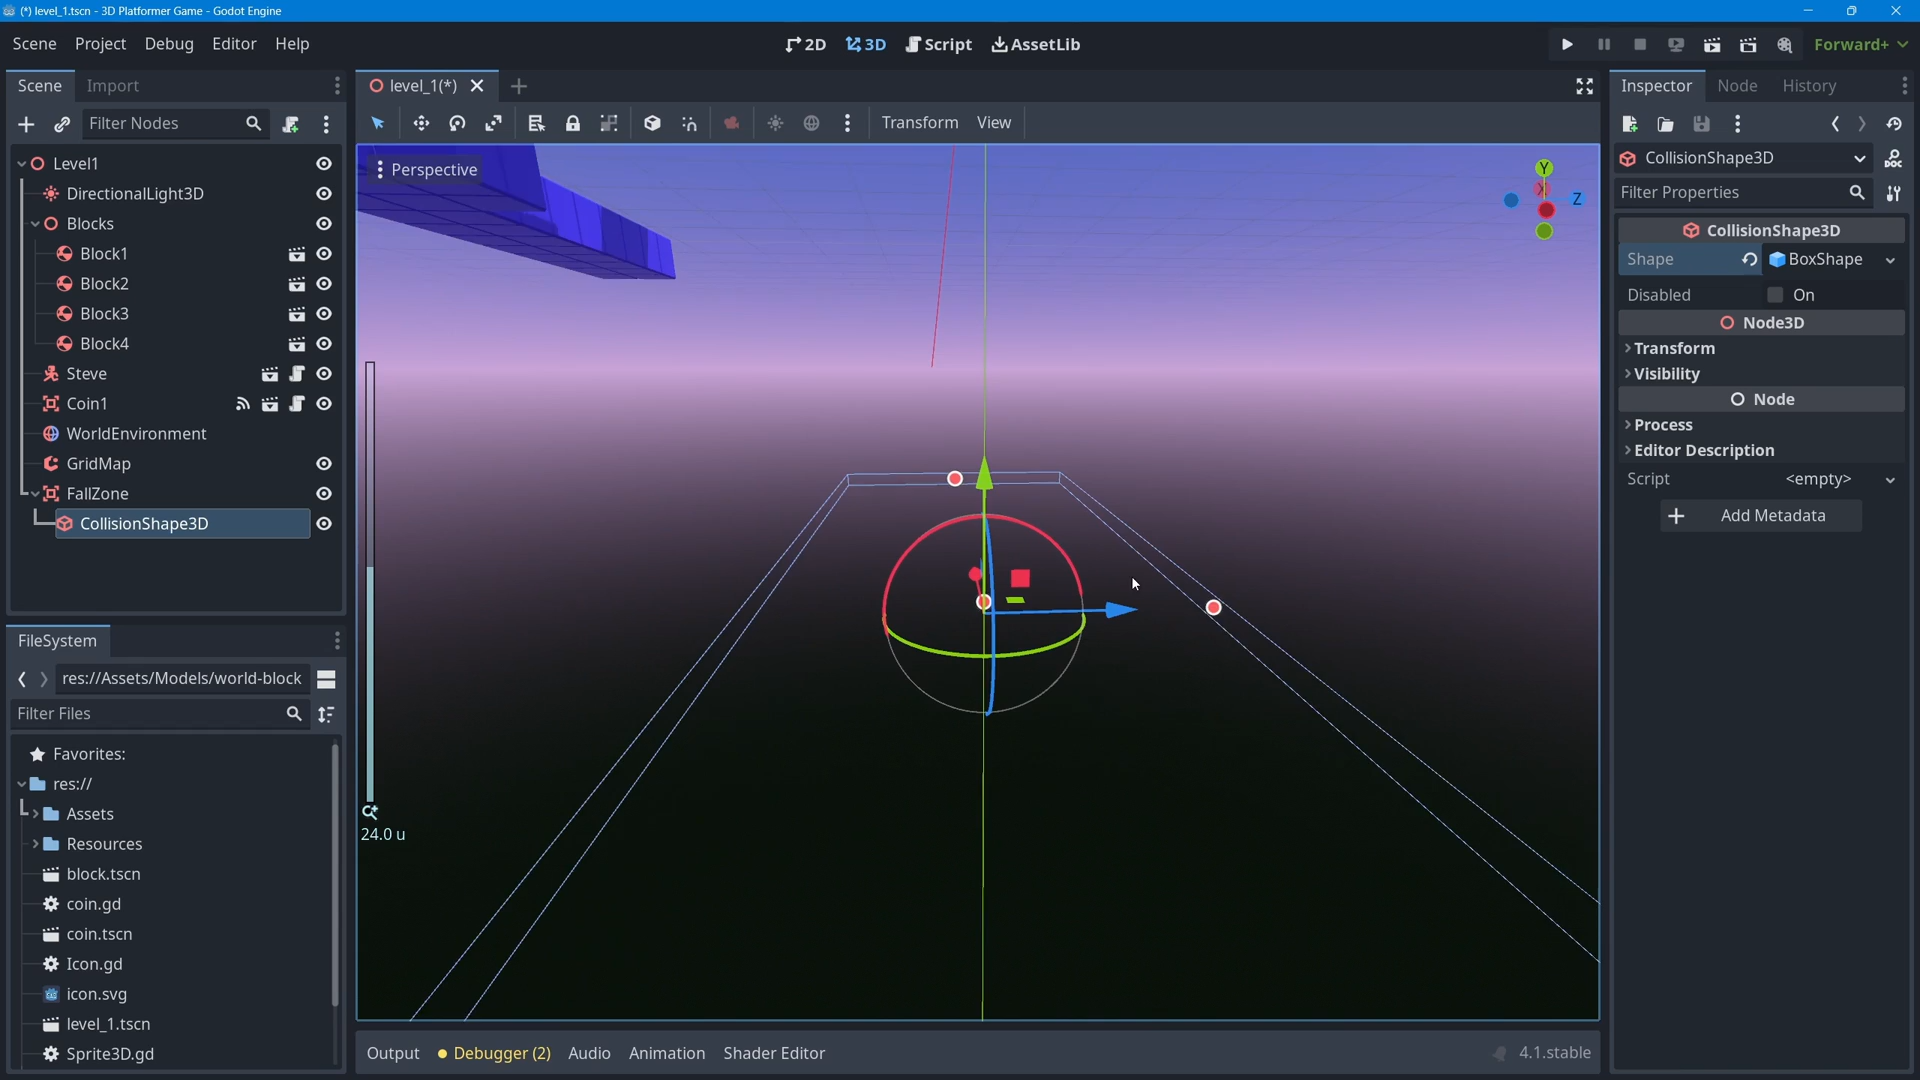 (*) level_1.tscn - 3D Platformer Game - Godot Engine
Scene Project Debug Editor Help
2D 3D Script AssetLib
Forward+
Scene Import
level_1(*)
Inspector Node History
Filter Nodes
Transform View
Perspective
Y
X
Z
Level1
DirectionalLight3D
Blocks
Block1
Block2
Block3
Block4
Steve
Coin1
WorldEnvironment
GridMap
FallZone
CollisionShape3D
24.0 u
CollisionShape3D
DOC
Filter Properties
CollisionShape3D
Shape BoxShape
Disabled On
Node3D
Transform
Visibility
Node
Process
Editor Description
Script <empty>
Add Metadata
FileSystem
res://Assets/Models/world-block
Filter Files
Favorites:
res://
Assets
Resources
block.tscn
coin.gd
coin.tscn
Icon.gd
icon.svg
level_1.tscn
Sprite3D.gd
Output Debugger (2) Audio Animation Shader Editor
4.1.stable